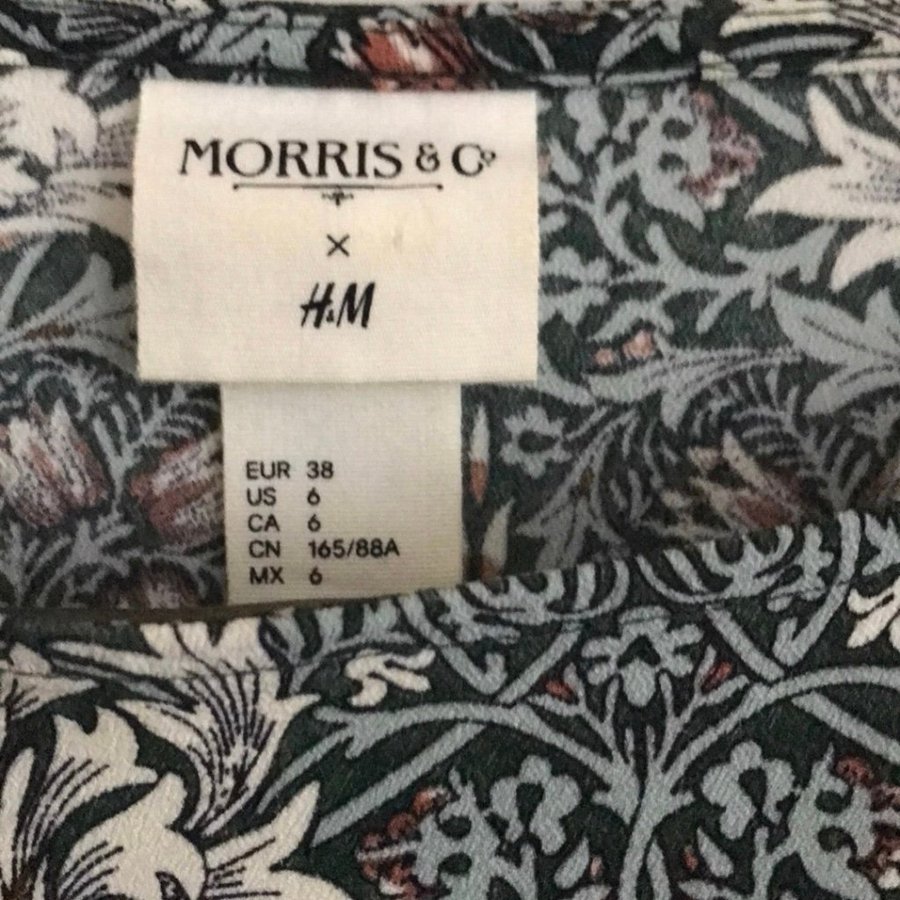 MORRIS & Co
×
H&M
EUR 38
US 6
CA 6
CN 165/88A
MX 6